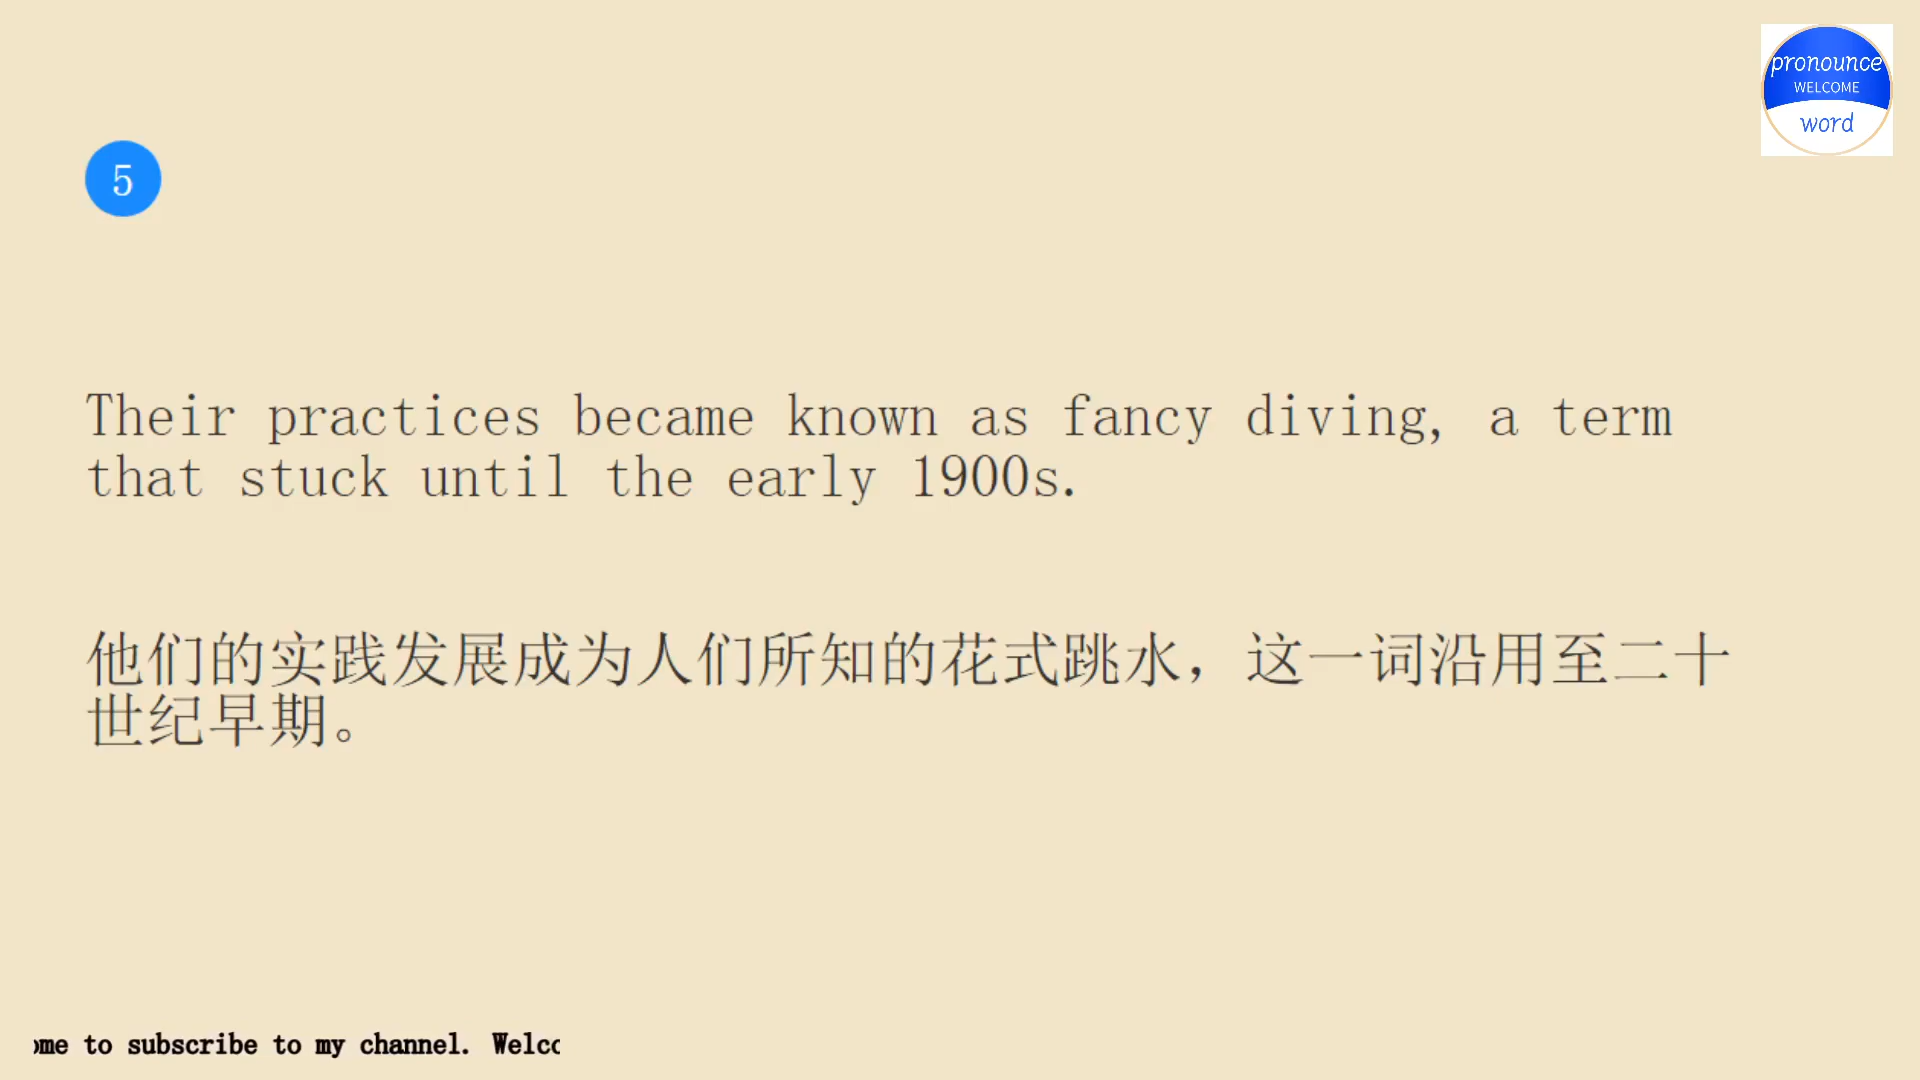 pronounce
WELCOME
word
5
Their practices became known as fancy diving, a term
that stuck until the early 1900s.
他们的实践发展成为人们所知的花式跳水，这一词沿用至二十
世纪早期。
ome to subscribe to my channel. Welco